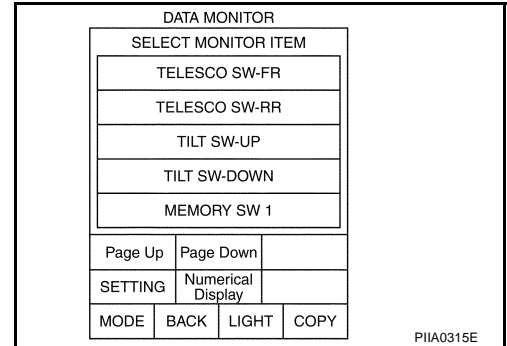 DATA MONITOR
SELECT MONITOR ITEM
TELESCO SW-FR
TELESCO SW-RR
TILT SW-UP
TILT SW-DOWN
MEMORY SW 1
Page Up Page Down
SETTING Numerical
Display
MODE BACK LIGHT COPY
PIIA0315E